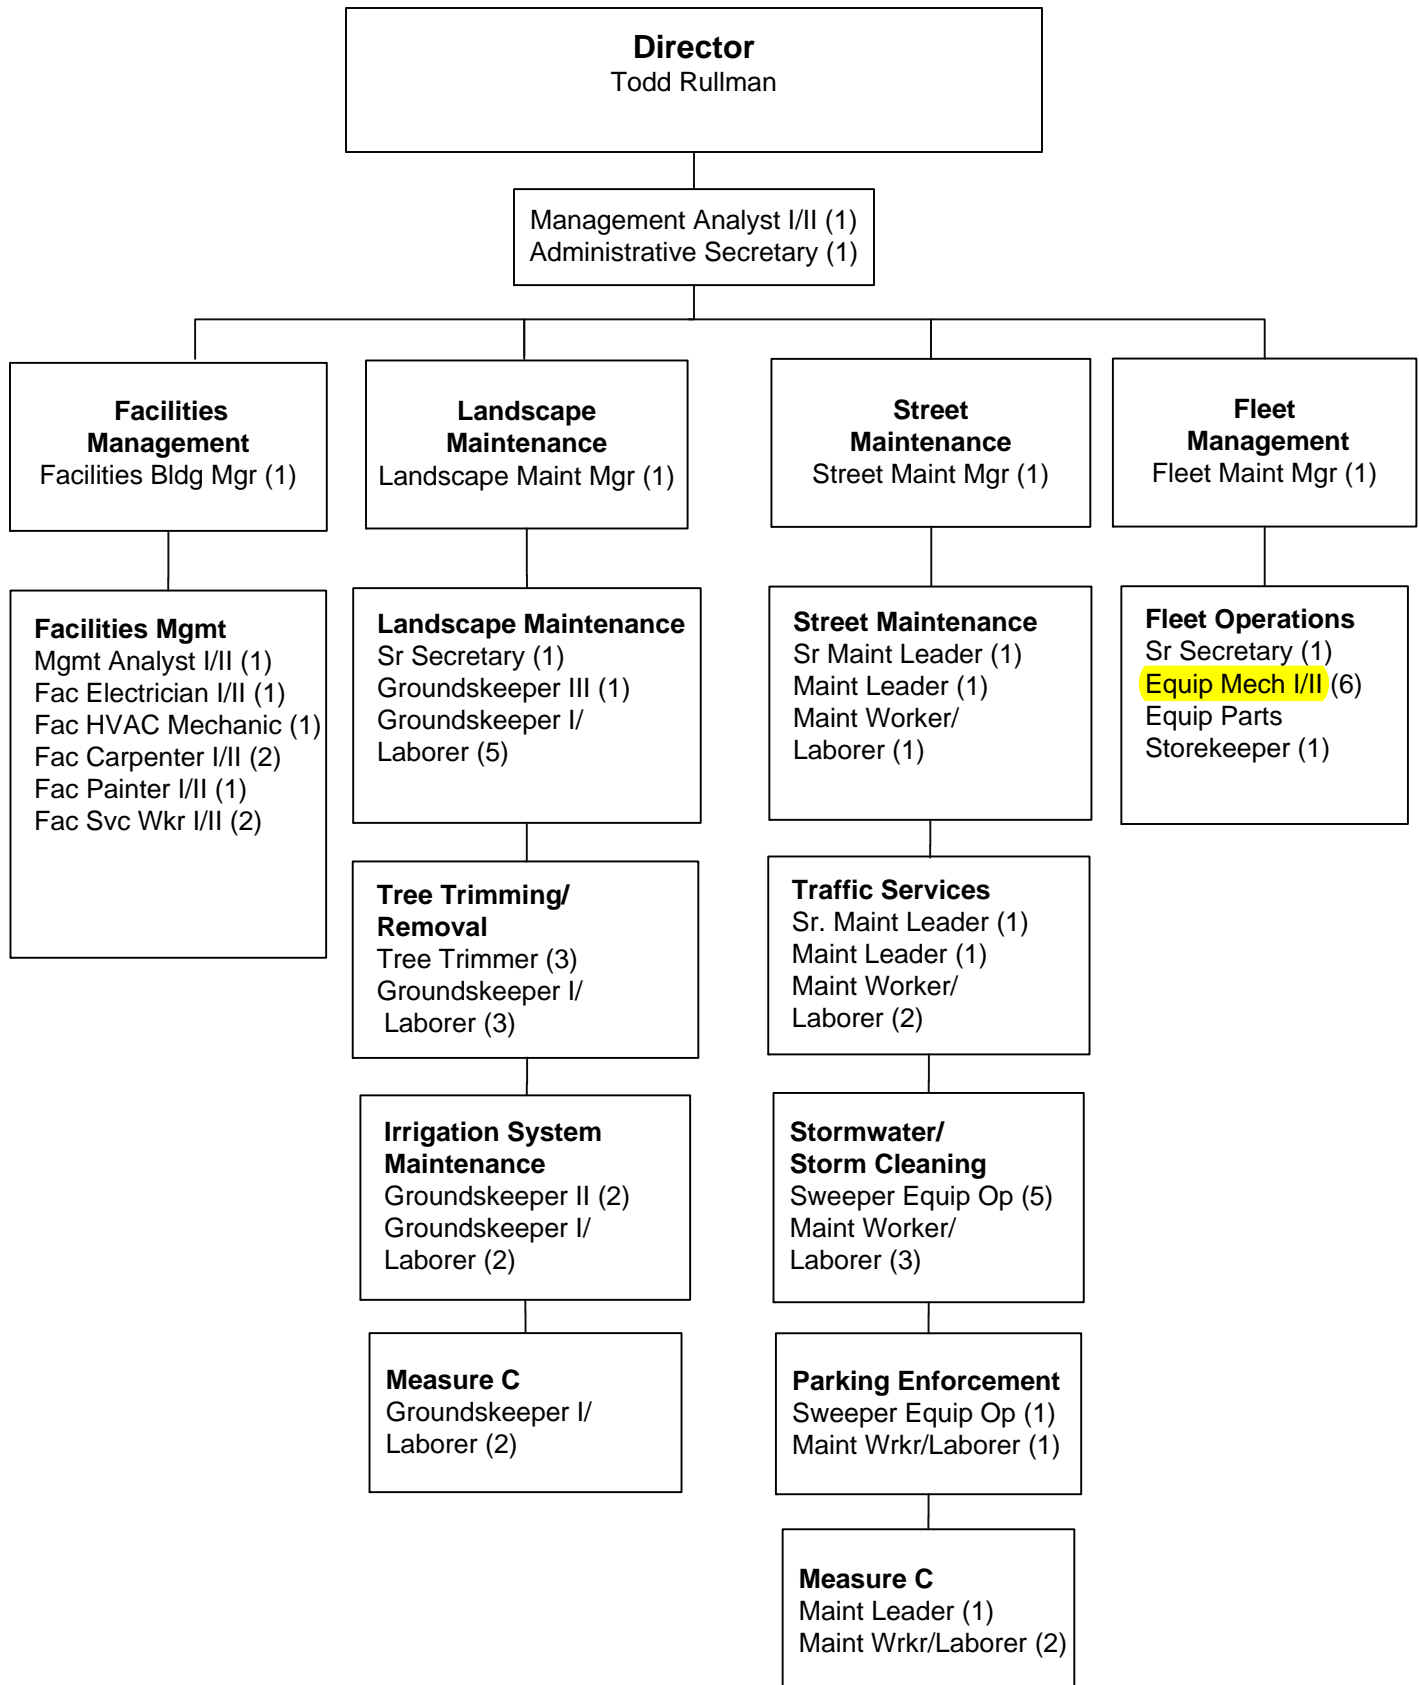 Director
Todd Rullman
Management Analyst I/II (1)
Administrative Secretary (1)
Facilities
Management
Facilities Bldg Mgr (1)
Landscape
Maintenance
Landscape Maint Mgr (1)
Street
Maintenance
Street Maint Mgr (1)
Fleet
Management
Fleet Maint Mgr (1)
Facilities Mgmt
Mgmt Analyst I/II (1)
Fac Electrician I/II (1)
Fac HVAC Mechanic (1)
Fac Carpenter I/II (2)
Fac Painter I/II (1)
Fac Svc Wkr I/II (2)
Landscape Maintenance
Sr Secretary (1)
Groundskeeper III (1)
Groundskeeper I/
Laborer (5)
Tree Trimming/
Removal
Tree Trimmer (3)
Groundskeeper I/
Laborer (3)
Irrigation System
Maintenance
Groundskeeper II (2)
Groundskeeper I/
Laborer (2)
Measure C
Groundskeeper I/
Laborer (2)
Street Maintenance
Sr Maint Leader (1)
Maint Leader (1)
Maint Worker/
Laborer (1)
Traffic Services
Sr. Maint Leader (1)
Maint Leader (1)
Maint Worker/
Laborer (2)
Stormwater/
Storm Cleaning
Sweeper Equip Op (5)
Maint Worker/
Laborer (3)
Parking Enforcement
Sweeper Equip Op (1)
Maint Wrkr/Laborer (1)
Measure C
Maint Leader (1)
Maint Wrkr/Laborer (2)
Fleet Operations
Sr Secretary (1)
Equip Mech I/II (6)
Equip Parts
Storekeeper (1)